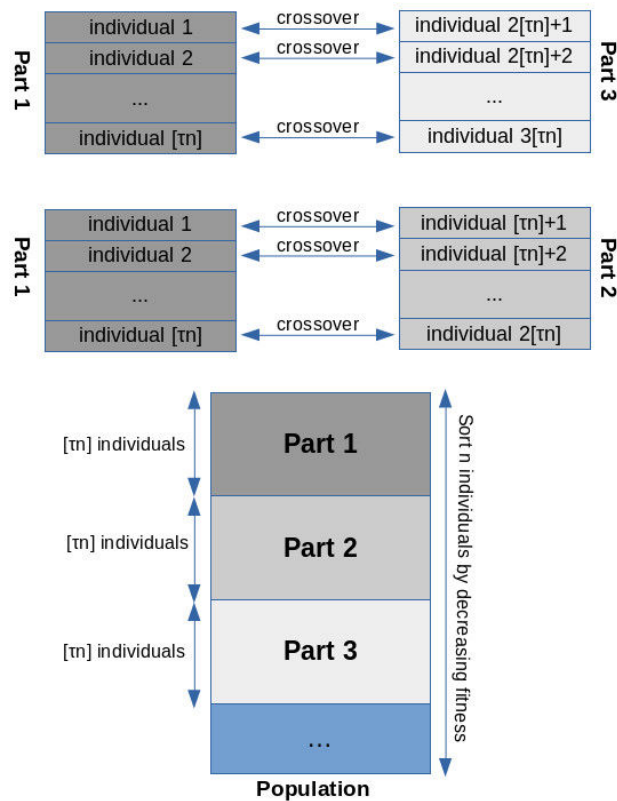 Part 1
individual 1
individual 2
...
individual [τn]
crossover
crossover
crossover
individual 2[τn]+1
individual 2[τn]+2
...
individual 3[τn]
Part 3
Part 1
individual 1
individual 2
...
individual [τn]
crossover
crossover
crossover
individual [τn]+1
individual [τn]+2
...
individual 2[τn]
Part 2
[τn] individuals
Part 1
[τn] individuals
Part 2
[τn] individuals
Part 3
...
Sort n individuals by decreasing fitness
Population